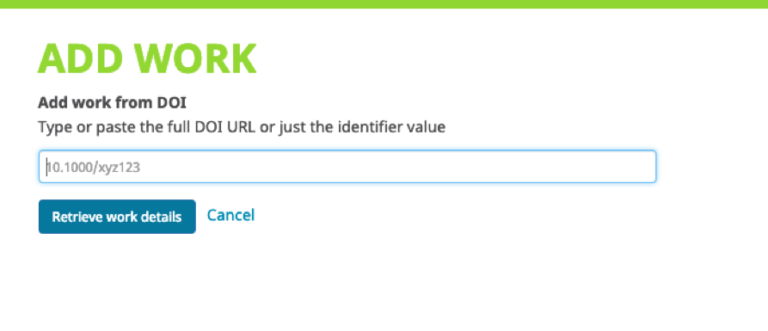 ADD WORK
Add work from DOI
Type or paste the full DOI URL or just the identifier value
10.1000/xyz123
Retrieve work details Cancel